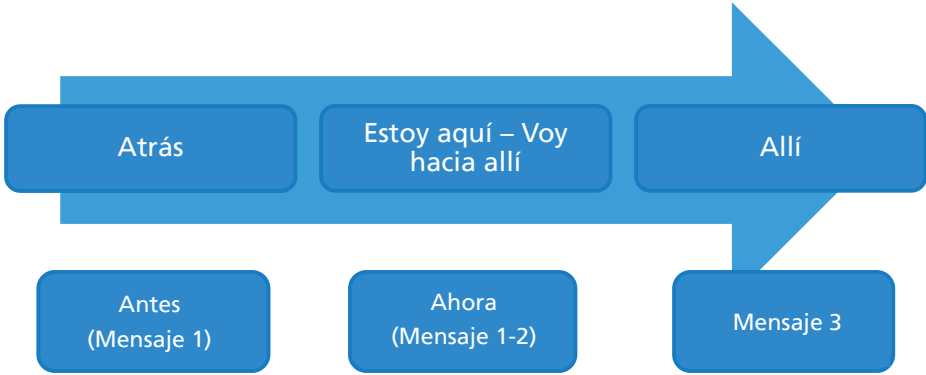 Atrás
Estoy aquí – Voy
hacia allí
Allí
Antes
(Mensaje 1)
Ahora
(Mensaje 1-2)
Mensaje 3